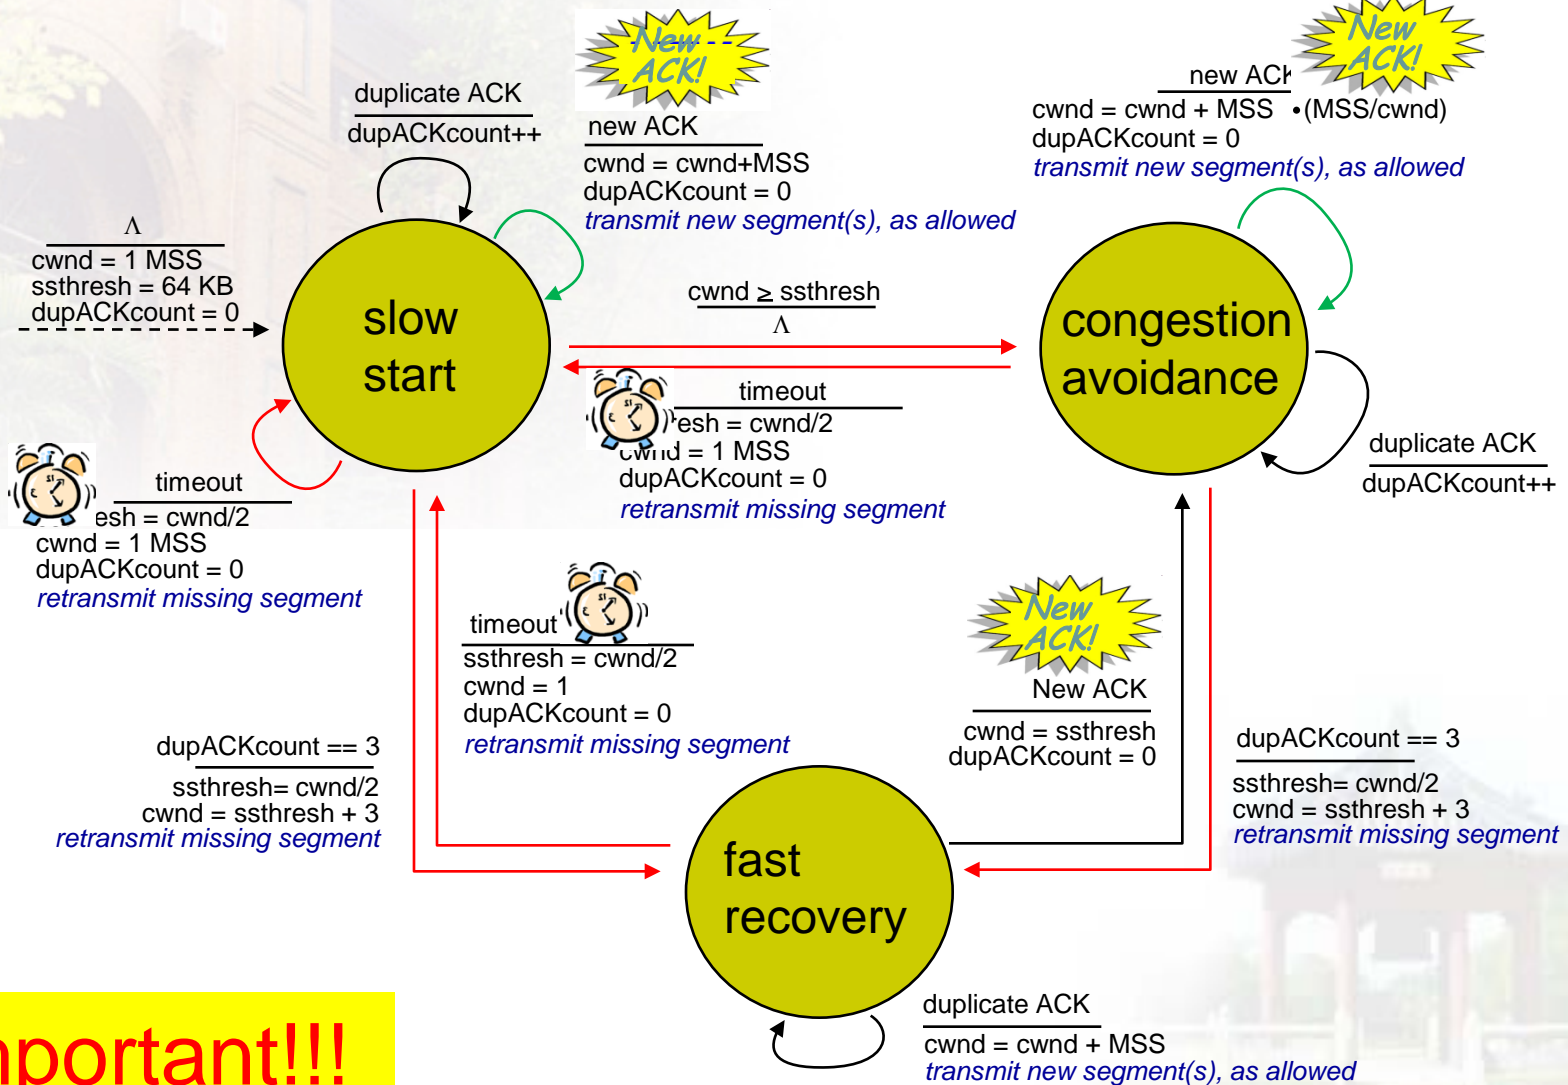 New
ACK!
duplicate ACK
dupACKcount++
new ACK
cwnd = cwnd+MSS
dupACKcount = 0
transmit new segment(s), as allowed
New
ACK!
new ACK
cwnd = cwnd + MSS •(MSS/cwnd)
dupACKcount = 0
transmit new segment(s), as allowed
Λ
cwnd = 1 MSS
ssthresh = 64 KB
dupACKcount = 0
slow
start
cwnd ≥ ssthresh
Λ
congestion
avoidance
timeout
resh = cwnd/2
cwnd = 1 MSS
dupACKcount = 0
retransmit missing segment
duplicate ACK
dupACKcount++
timeout
esh = cwnd/2
cwnd = 1 MSS
dupACKcount = 0
retransmit missing segment
timeout
ssthresh = cwnd/2
cwnd = 1
dupACKcount = 0
retransmit missing segment
New
ACK!
New ACK
cwnd = ssthresh
dupACKcount = 0
dupACKcount == 3
ssthresh= cwnd/2
cwnd = ssthresh + 3
retransmit missing segment
dupACKcount == 3
ssthresh= cwnd/2
cwnd = ssthresh + 3
retransmit missing segment
fast
recovery
duplicate ACK
cwnd = cwnd + MSS
transmit new segment(s), as allowed
mportant!!!